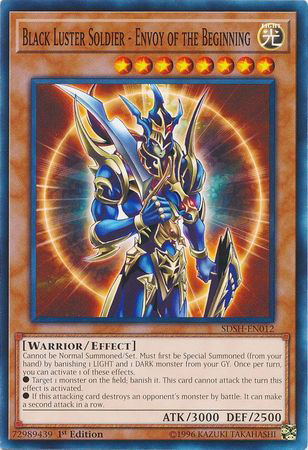 BLACK LUSTER SOLDIER - ENVOY OF THE BEGINNING
LIGHT
光
SDSH-EN012
[WARRIOR/EFFECT]
Cannot be Normal Summoned/Set. Must first be Special Summoned (from
your hand) by banishing 1 LIGHT and 1 DARK monster from your GY. Once per turn,
you can activate 1 of these effects.
● Target 1 monster on the field; banish it. This card cannot attack the turn this
effect is activated.
● If this attacking card destroys an opponent's monster by battle: It can make
a second attack in a row.
ATK/3000 DEF/2500
72989439 1st Edition
©1996 KAZUKI TAKAHASHI